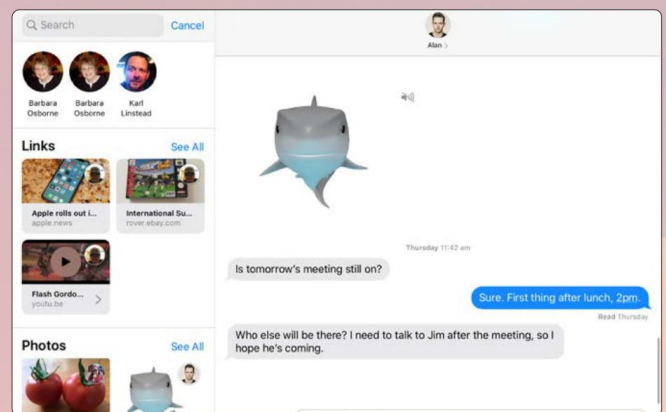 Search
Cancel
Alan >
Barbara
Osborne
Barbara
Osborne
Karl
Linstead
Links
See All
Apple rolls out i...
apple.news
International Su...
rover.ebay.com
Flash Gordo...
youtu.be
Photos
See All
Thursday 11:42 am
Is tomorrow's meeting still on?
Sure. First thing after lunch, 2pm.
Read Thursday
Who else will be there? I need to talk to Jim after the meeting, so I
hope he's coming.